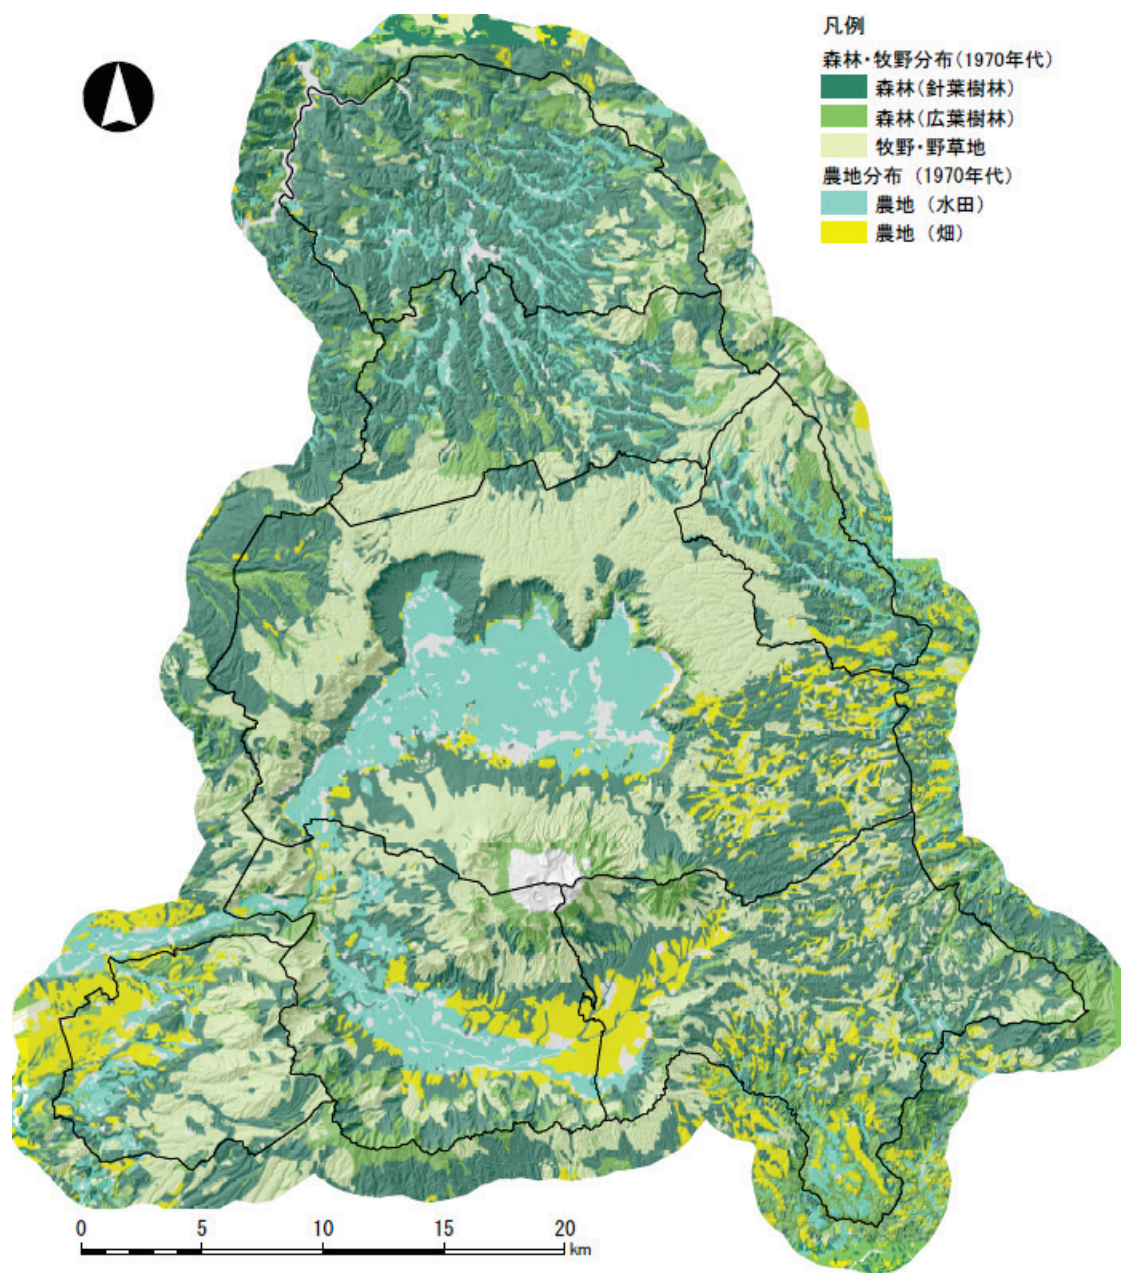 凡例
森林・牧野分布(1970年代)
森林(針葉樹林)
森林(広葉樹林)
牧野・野草地
農地分布 (1970年代)
農地 (水田)
農地 (畑)
0 5 10 15 20 km